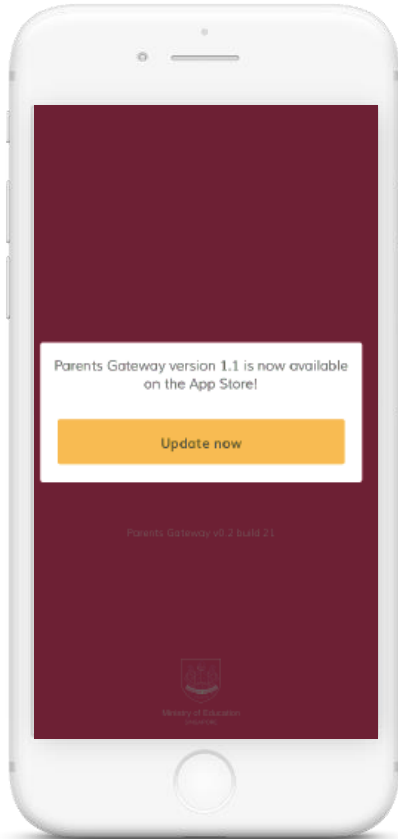 Parents Gateway version 1.1 is now available
on the App Store!
Update now
Parents Gateway v0.2 build 21
Ministry of Education
SINGAPORE